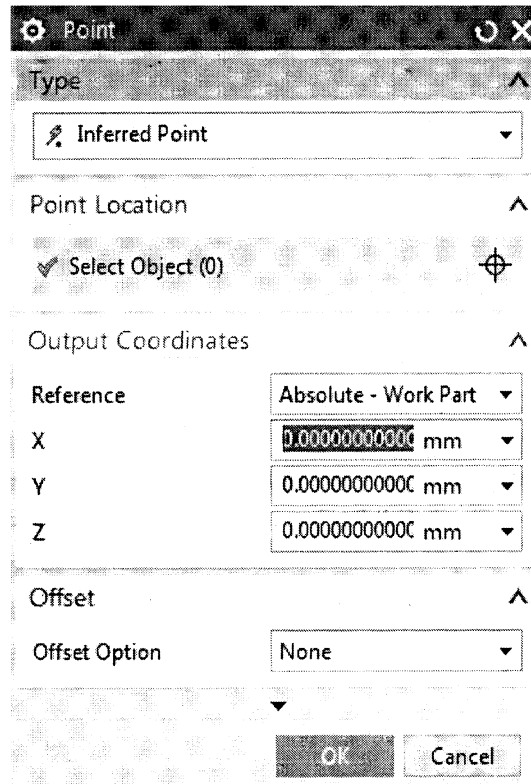 Point
Type
Inferred Point
Point Location
Select Object (0)
Output Coordinates
Reference Absolute - Work Part
X 0.00000000000 mm
Y 0.00000000000 mm
Z 0.00000000000 mm
Offset
Offset Option None
OK Cancel